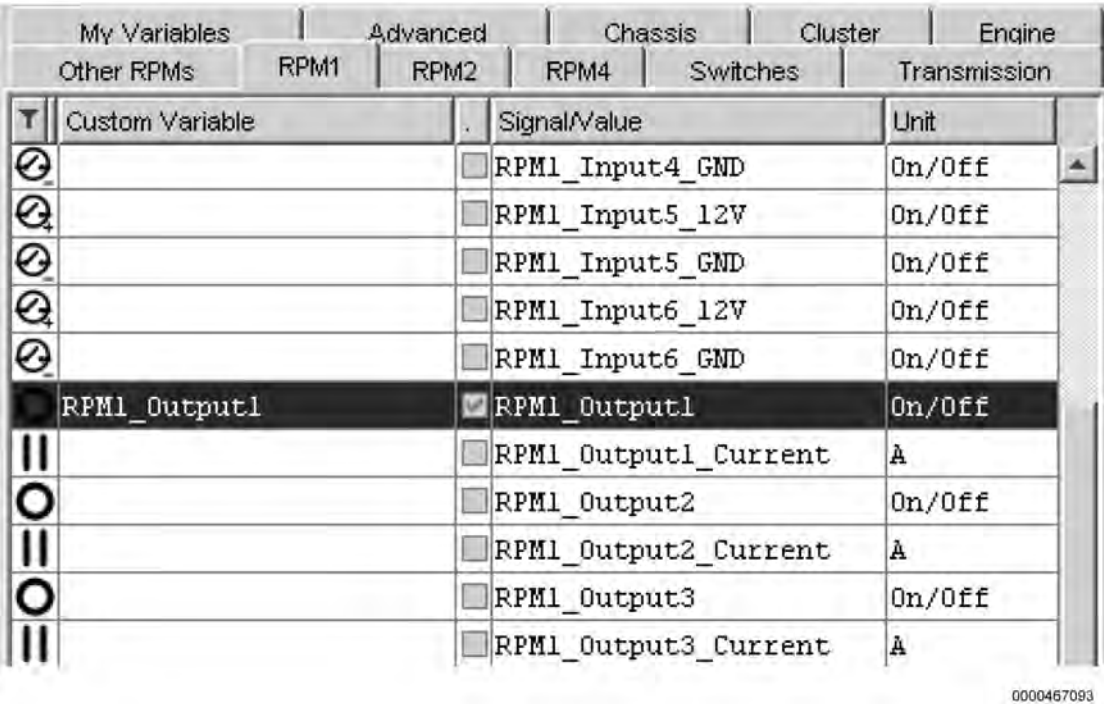 My Variables Advanced Chassis Cluster Engine
Other RPMs RPM1 RPM2 RPM4 Switches Transmission
Custom Variable . Signal/Value Unit
RPM1_Input4_GND On/Off
RPM1_Input5_12V On/Off
RPM1_Input5_GND On/Off
RPM1_Input6_12V On/Off
RPM1_Input6_GND On/Off
RPM1_Output1 RPM1_Output1 On/Off
RPM1_Output1_Current A
RPM1_Output2 On/Off
RPM1_Output2_Current A
RPM1_Output3 On/Off
RPM1_Output3_Current A
0000467093